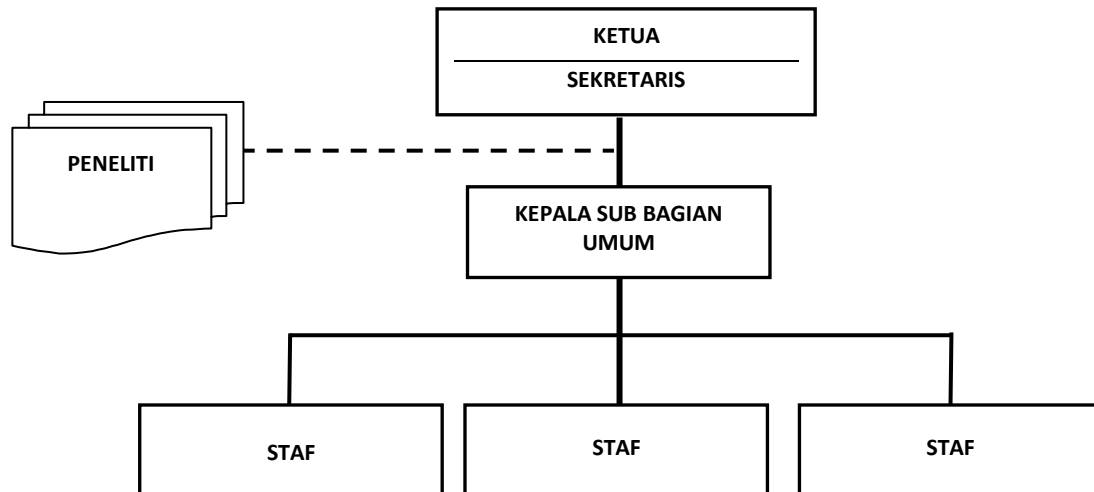 KETUA
SEKRETARIS
PENELITI
KEPALA SUB BAGIAN
UMUM
STAF
STAF
STAF